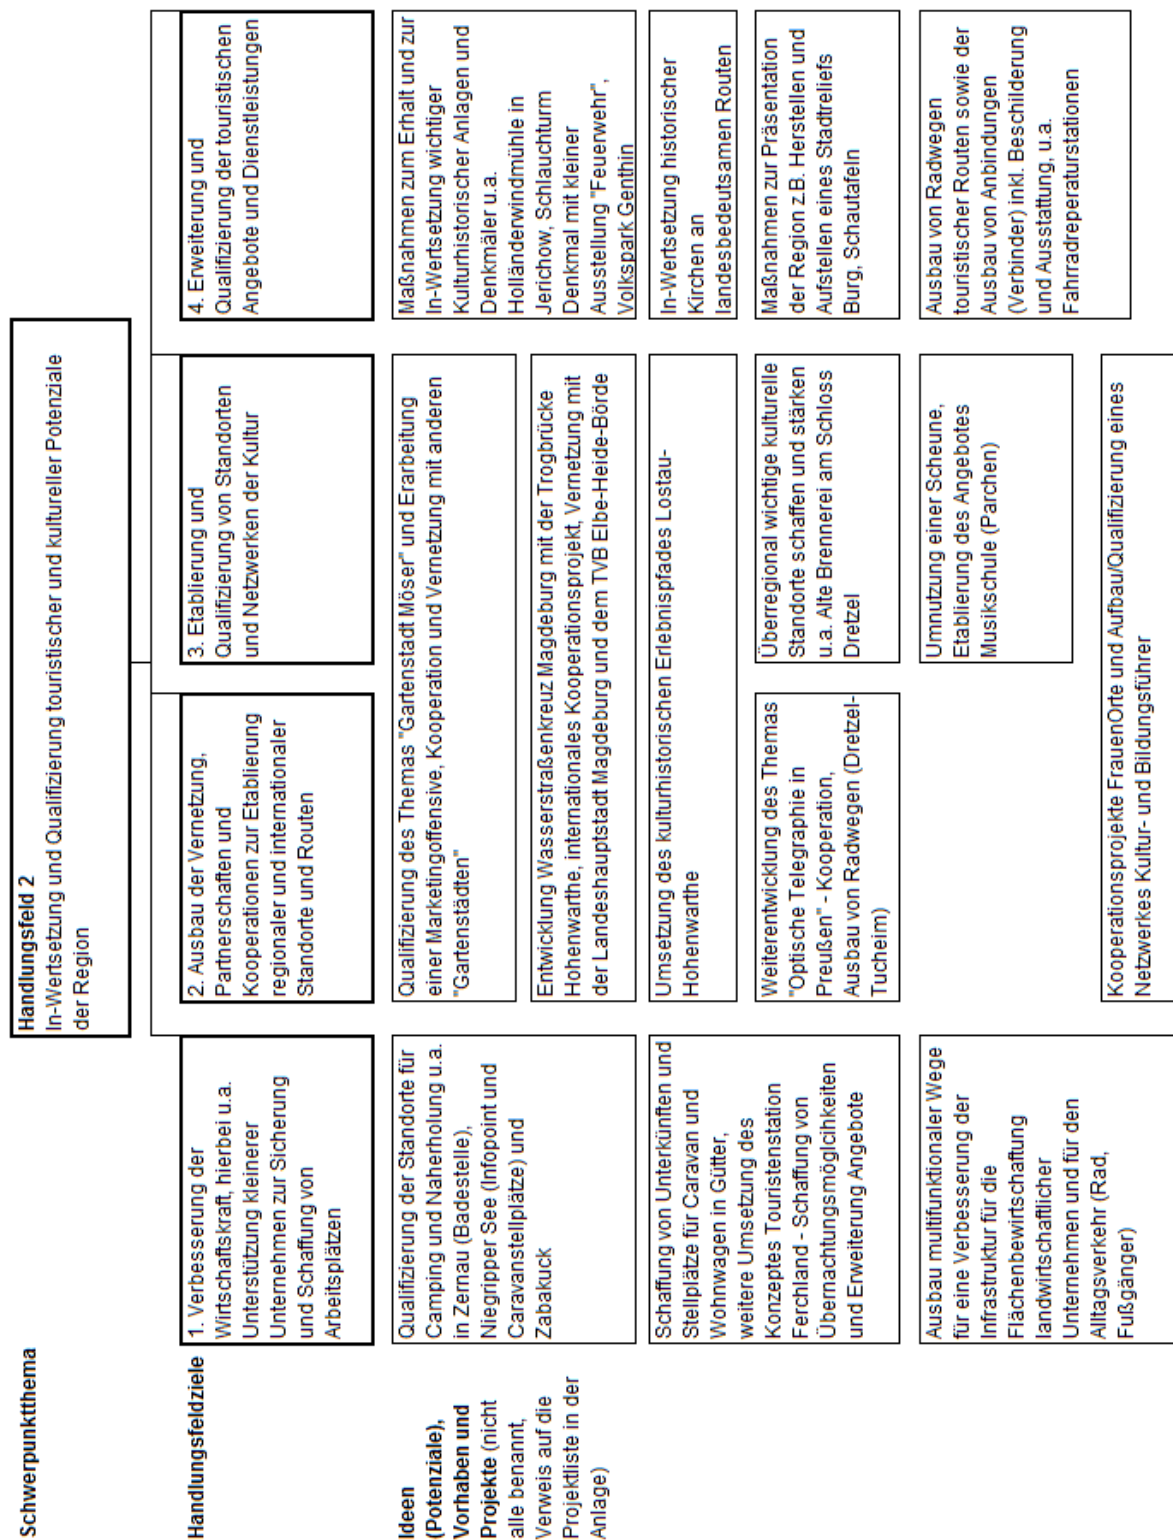 Schwerpunktthema
Handlungsfeld 2
In-Wertsetzung und Qualifizierung touristischer und kultureller Potenziale
der Region
Handlungsfeldziele
1. Verbesserung der
Wirtschaftskraft, hierbei u.a.
Unterstützung kleinerer
Unternehmen zur Sicherung
und Schaffung von
Arbeitsplätzen
2. Ausbau der Vernetzung,
Partnerschaften und
Kooperationen zur Etablierung
regionaler und internationaler
Standorte und Routen
3. Etablierung und
Qualifizierung von Standorten
und Netzwerken der Kultur
4. Erweiterung und
Qualifizierung der touristischen
Angebote und Dienstleistungen
Ideen
(Potenziale),
Vorhaben und
Projekte (nicht
alle benannt,
Verweis auf die
Projektliste in der
Anlage)
Qualifizierung der Standorte für
Camping und Naherholung u.a.
in Zernau (Badestelle),
Niegripper See (Infopoint und
Caravanstellplätze) und
Zabakuck
Schaffung von Unterkünften und
Stellplätze für Caravan und
Wohnwagen in Gütter,
weitere Umsetzung des
Konzeptes Touristenstation
Ferchland - Schaffung von
Übernachtungsmöglcihkeiten
und Erweiterung Angebote
Ausbau multifunktionaler Wege
für eine Verbesserung der
Infrastruktur für die
Flächenbewirtschaftung
landwirtschaftlicher
Unternehmen und für den
Alltagsverkehr (Rad,
Fußgänger)
Qualifizierung des Themas "Gartenstadt Möser" und Erarbeitung
einer Marketingoffensive, Kooperation und Vernetzung mit anderen
"Gartenstädten"
Entwicklung Wasserstraßenkreuz Magdeburg mit der Trogbrücke
Hohenwarthe, internationales Kooperationsprojekt, Vernetzung mit
der Landeshauptstadt Magdeburg und dem TVB Elbe-Heide-Börde
Umsetzung des kulturhistorischen Erlebnispfades Lostau-
Hohenwarthe
Weiterentwicklung des Themas
"Optische Telegraphie in
Preußen" - Kooperation,
Ausbau von Radwegen (Dretzel-
Tucheim)
Überregional wichtige kulturelle
Standorte schaffen und stärken
u.a. Alte Brennerei am Schloss
Dretzel
Umnutzung einer Scheune,
Etablierung des Angebotes
Musikschule (Parchen)
Kooperationsprojekte FrauenOrte und Aufbau/Qualifizierung eines
Netzwerkes Kultur- und Bildungsführer
Maßnahmen zum Erhalt und zur
In-Wertsetzung wichtiger
Kulturhistorischer Anlagen und
Denkmäler u.a.
Holländerwindmühle in
Jerichow, Schlauchturm
Denkmal mit kleiner
Ausstellung "Feuerwehr",
Volkspark Genthin
In-Wertsetzung historischer
Kirchen an
landesbedeutsamen Routen
Maßnahmen zur Präsentation
der Region z.B. Herstellen und
Aufstellen eines Stadtreliefs
Burg, Schautafeln
Ausbau von Radwegen
touristischer Routen sowie der
Ausbau von Anbindungen
(Verbinder) inkl. Beschilderung
und Ausstattung, u.a.
Fahrradreperaturstationen